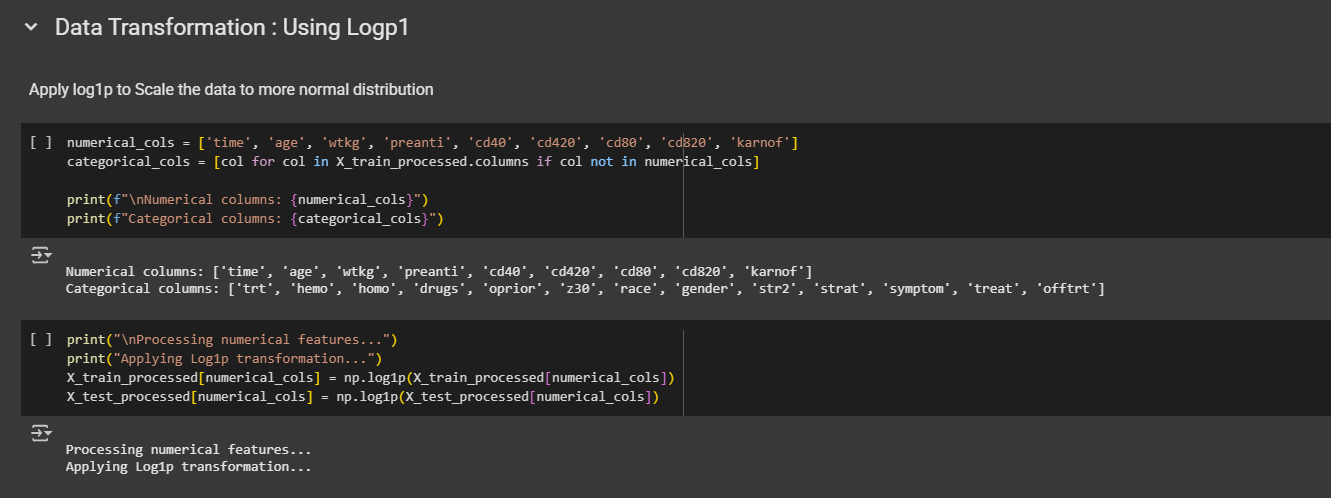 Data Transformation : Using Logp1
Apply log1p to Scale the data to more normal distribution
[ ] numerical_cols = ['time', 'age', 'wtkg', 'preanti', 'cd40', 'cd420', 'cd80', 'cd820', 'karnof']
categorical_cols = [col for col in X_train_processed.columns if col not in numerical_cols]
print(f"\nNumerical columns: {numerical_cols}")
print(f"Categorical columns: {categorical_cols}")
Numerical columns: ['time', 'age', 'wtkg', 'preanti', 'cd40', 'cd420', 'cd80', 'cd820', 'karnof']
Categorical columns: ['trt', 'hemo', 'homo', 'drugs', 'oprior', 'z30', 'race', 'gender', 'str2', 'strat', 'symptom', 'treat', 'offtrt']
[ ] print("\nProcessing numerical features...")
print("Applying Log1p transformation...")
X_train_processed[numerical_cols] = np.log1p(X_train_processed[numerical_cols])
X_test_processed[numerical_cols] = np.log1p(X_test_processed[numerical_cols])
Processing numerical features...
Applying Log1p transformation...